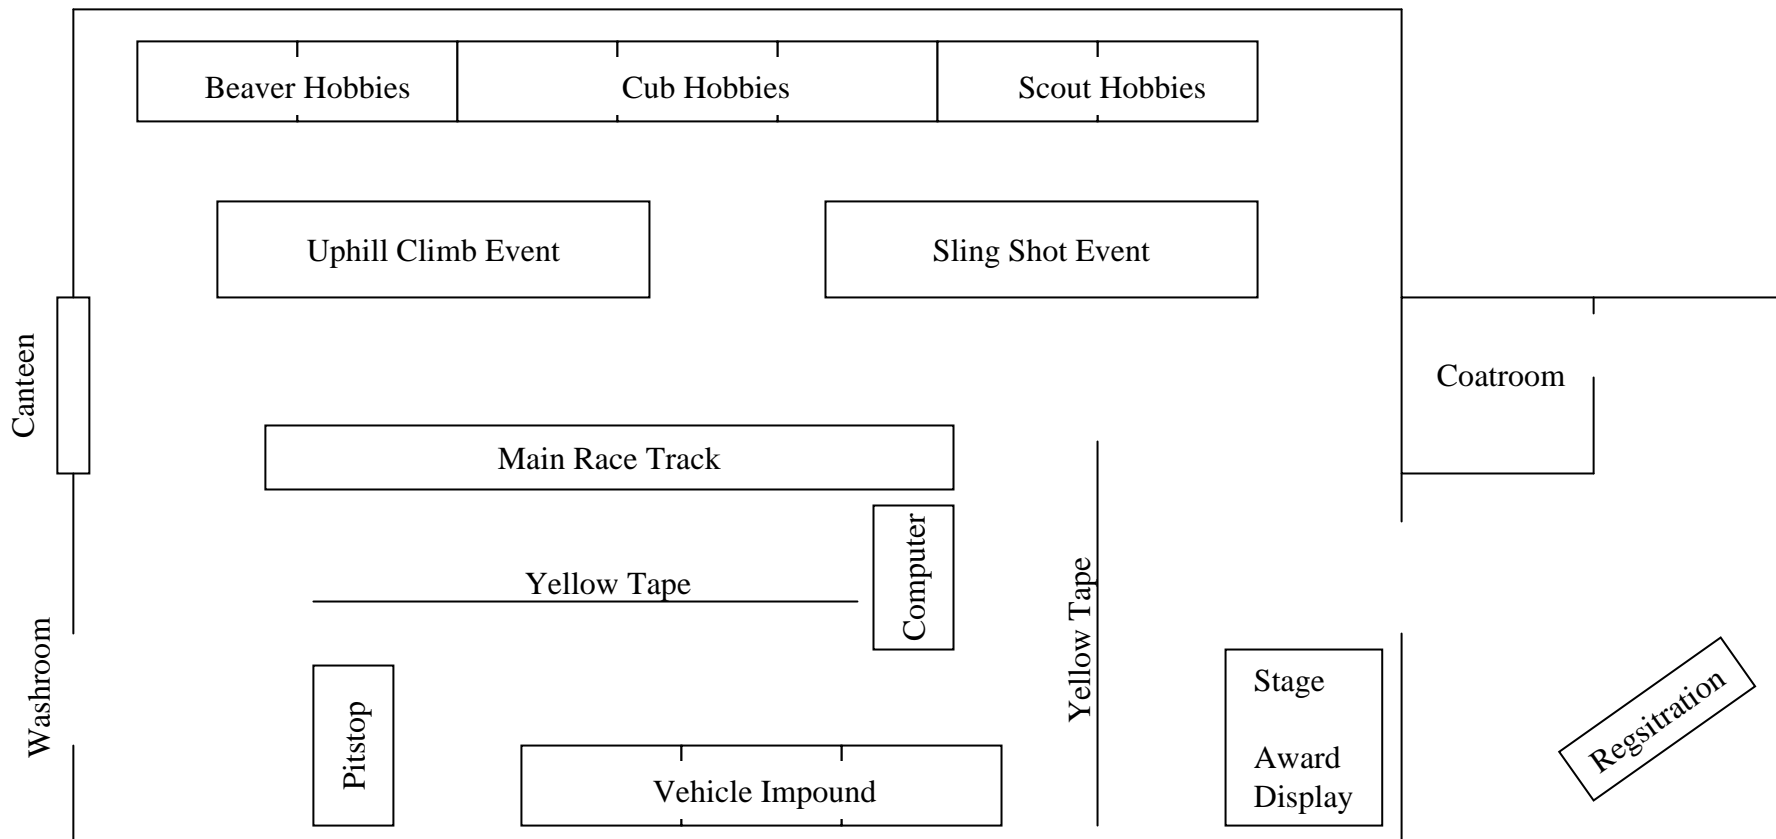 Beaver Hobbies
Cub Hobbies
Scout Hobbies
Uphill Climb Event
Sling Shot Event
Canteen
Coatroom
Main Race Track
Computer
Yellow Tape
Yellow Tape
Washroom
Pitstop
Vehicle Impound
Stage
Award
Display
Regsitration